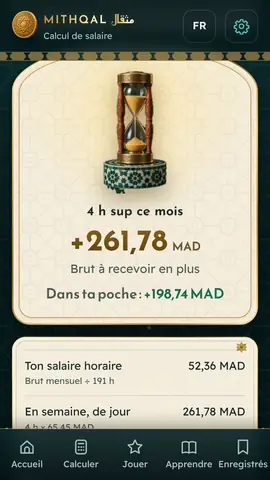 MITHQAL مثقال
Calcul de salaire
FR
4 h sup ce mois
+261,78 MAD
Brut à recevoir en plus
Dans ta poche : +198,74 MAD
Ton salaire horaire 52,36 MAD
Brut mensuel ÷ 191 h
En semaine, de jour 261,78 MAD
4 h × 65,45 MAD
Accueil Calculer Jouer Apprendre Enregistrés